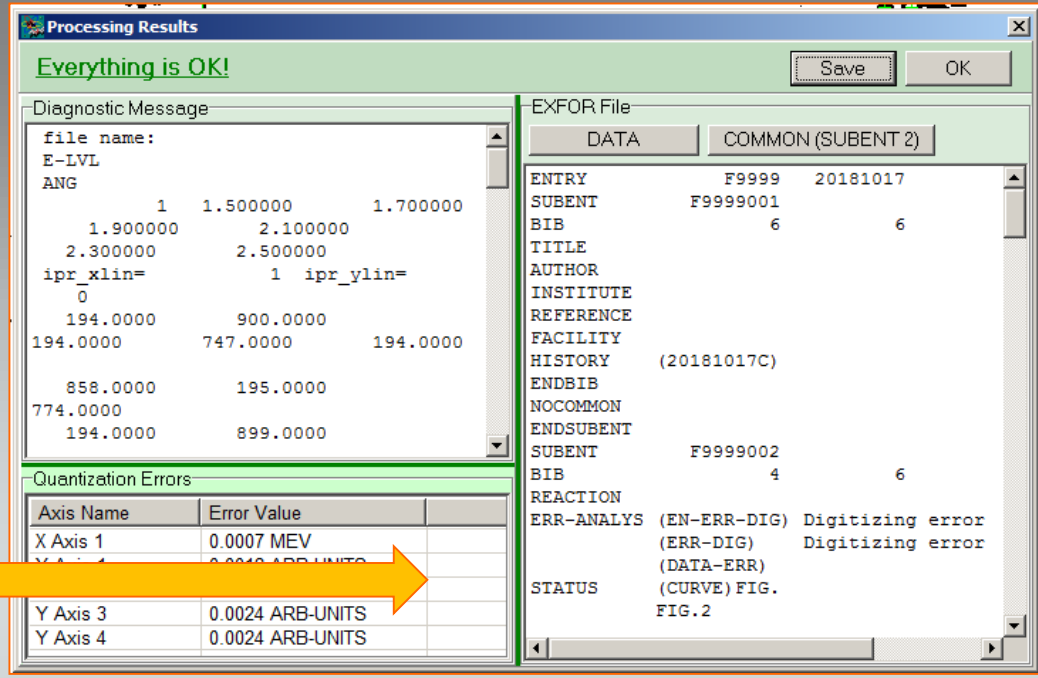 Processing Results
Everything is OK!
Save
OK
Diagnostic Message
file name:
E-LVL
ANG
1 1.500000 1.700000
1.900000 2.100000
2.300000 2.500000
ipr_xlin= 1 ipr_ylin=
0
194.0000 900.0000
194.0000 747.0000 194.0000
858.0000 195.0000
774.0000
194.0000 899.0000
Quantization Errors
Axis Name Error Value
X Axis 1 0.0007 MEV
Y Axis 3 0.0024 ARB-UNITS
Y Axis 4 0.0024 ARB-UNITS
EXFOR File
DATA
COMMON (SUBENT 2)
ENTRY F9999 20181017
SUBENT F9999001
BIB 6 6
TITLE
AUTHOR
INSTITUTE
REFERENCE
FACILITY
HISTORY (20181017C)
ENDBIB
NOCOMMON
ENDSUBENT
SUBENT F9999002
BIB 4 6
REACTION
ERR-ANALYS (EN-ERR-DIG) Digitizing error
(ERR-DIG) Digitizing error
(DATA-ERR)
STATUS (CURVE) FIG.
FIG.2